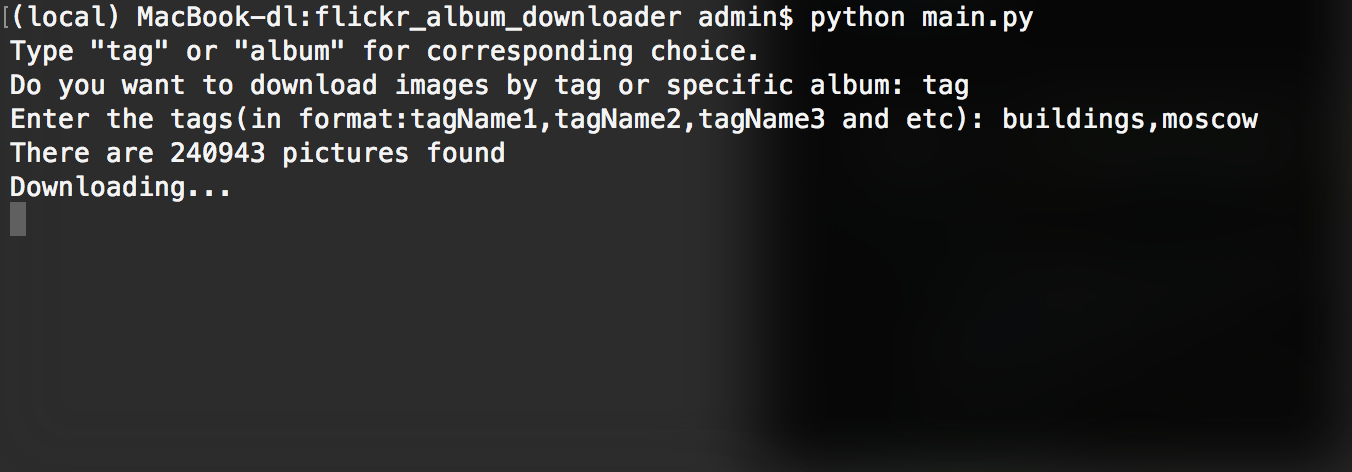 [(local) MacBook-dl:flickr_album_downloader admin$ python main.py
Type "tag" or "album" for corresponding choice.
Do you want to download images by tag or specific album: tag
Enter the tags(in format:tagName1,tagName2,tagName3 and etc): buildings,moscow
There are 240943 pictures found
Downloading...